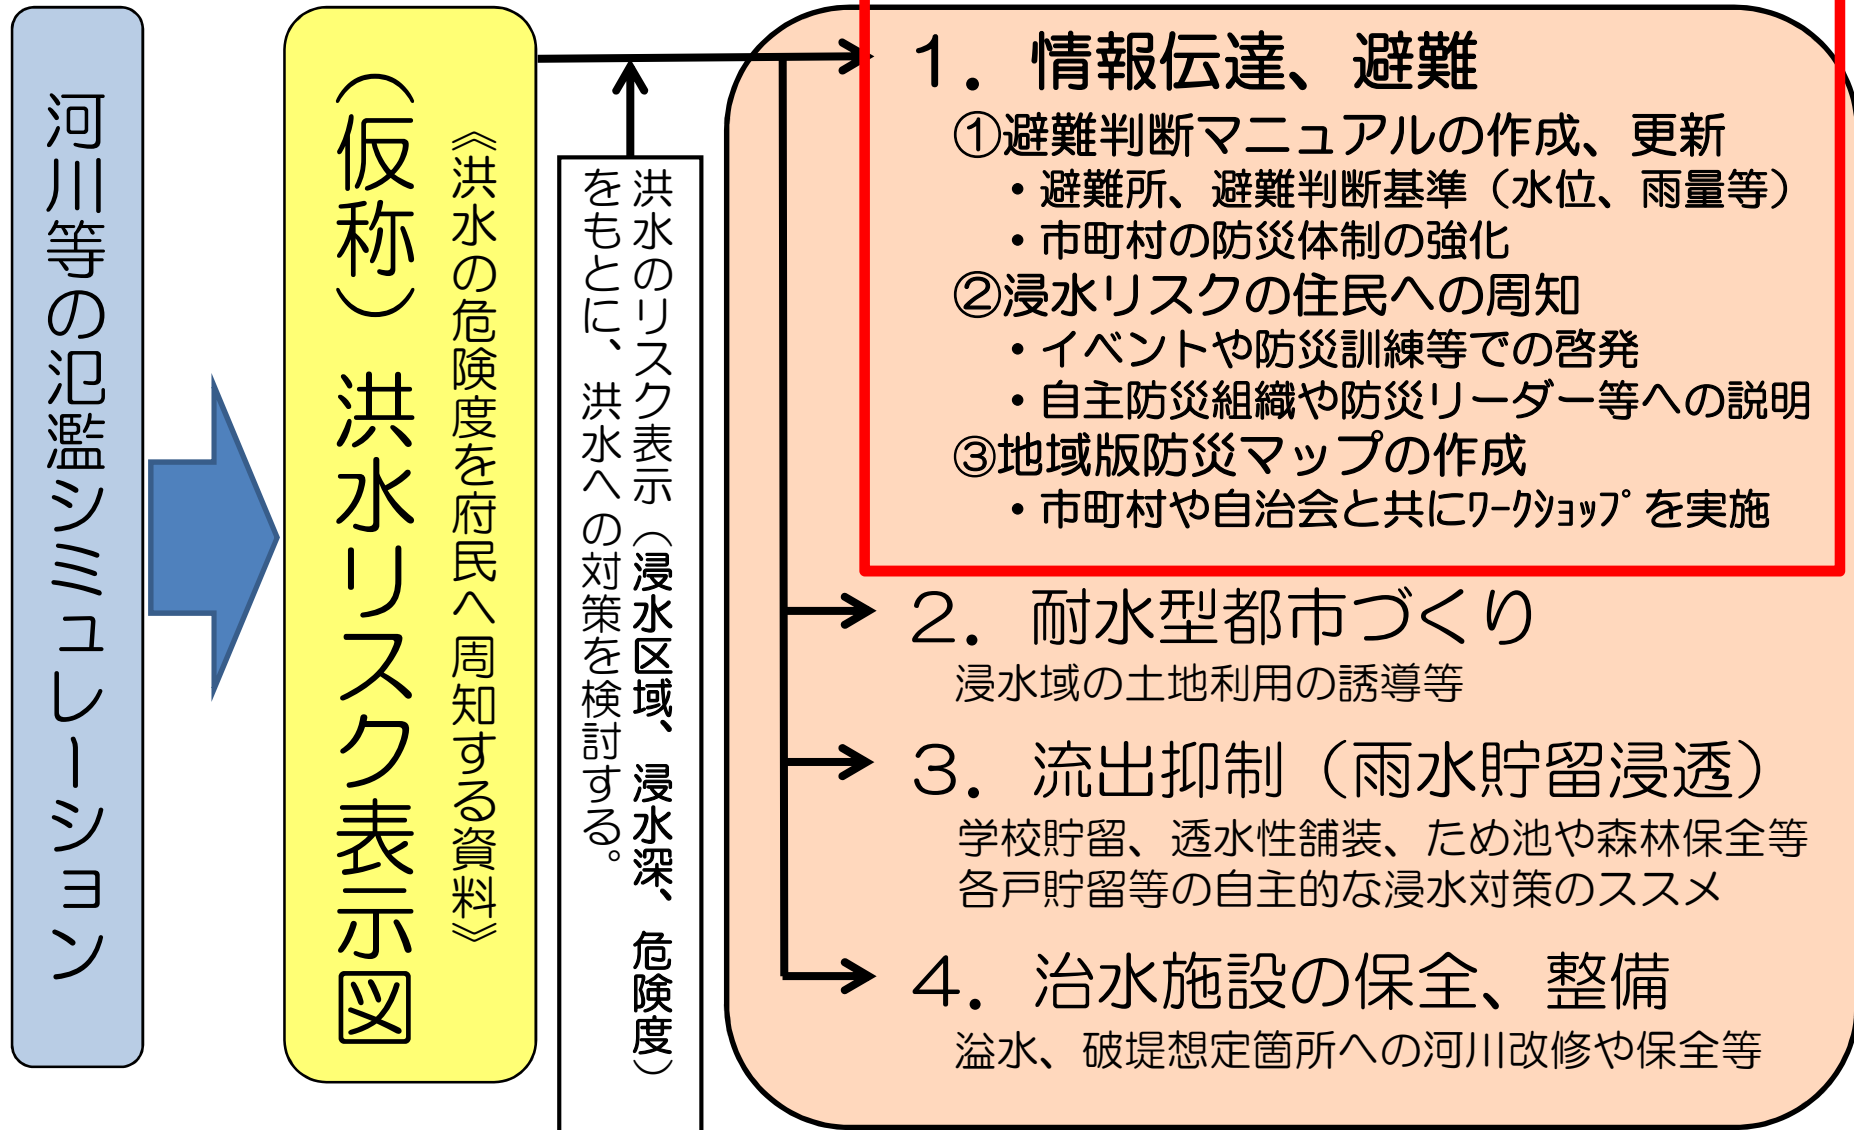 河川等の氾濫シミュレーション
（仮称）洪水リスク表示図
《洪水の危険度を府民へ周知する資料》
洪水のリスク表示（浸水区域、浸水深、危険度）
をもとに、洪水への対策を検討する。
１．情報伝達、避難
①避難判断マニュアルの作成、更新
・避難所、避難判断基準（水位、雨量等）
・市町村の防災体制の強化
②浸水リスクの住民への周知
・イベントや防災訓練等での啓発
・自主防災組織や防災リーダー等への説明
③地域版防災マップの作成
・市町村や自治会と共にﾜｰｸｼｮｯﾌﾟを実施
２．耐水型都市づくり
浸水域の土地利用の誘導等
３．流出抑制（雨水貯留浸透）
学校貯留、透水性舗装、ため池や森林保全等
各戸貯留等の自主的な浸水対策のススメ
４．治水施設の保全、整備
溢水、破堤想定箇所への河川改修や保全等